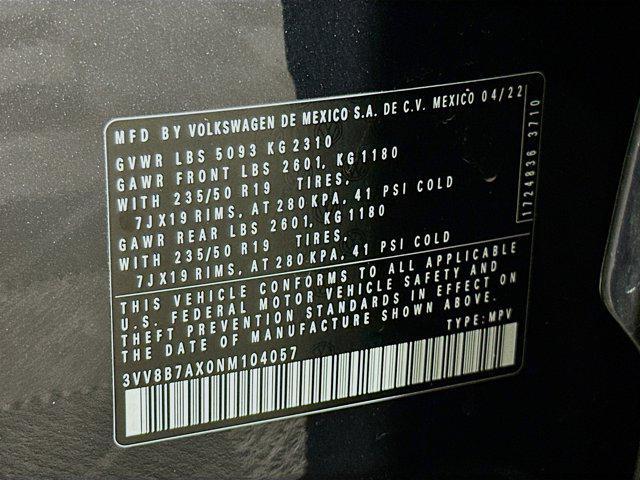 MFD BY VOLKSWAGEN DE MEXICO S.A. DE C.V. MEXICO 04/22
GVWR LBS 5093 KG 2310
GAWR FRONT LBS 2601, KG 1180
WITH 235/50 R19 TIRES,
7JX19 RIMS, AT 280 KPA, 41 PSI COLD
GAWR REAR LBS 2601, KG 1180
WITH 235/50 R19 TIRES,
7JX19 RIMS, AT 280 KPA, 41 PSI COLD
THIS VEHICLE CONFORMS TO ALL APPLICABLE
U.S. FEDERAL MOTOR VEHICLE SAFETY AND
THEFT PREVENTION STANDARDS IN EFFECT ON
THE DATE OF MANUFACTURE SHOWN ABOVE.
3VV8B7AX0NM104057 TYPE: MPV
1724836 3710